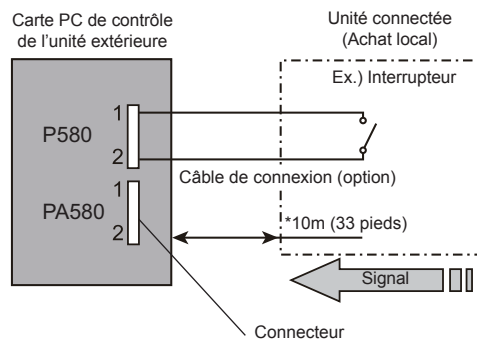 Carte PC de contrôle
de l'unité extérieure
Unité connectée
(Achat local)
Ex.) Interrupteur
1
P580
2
Câble de connexion (option)
1
PA580
2
*10m (33 pieds)
Signal
Connecteur